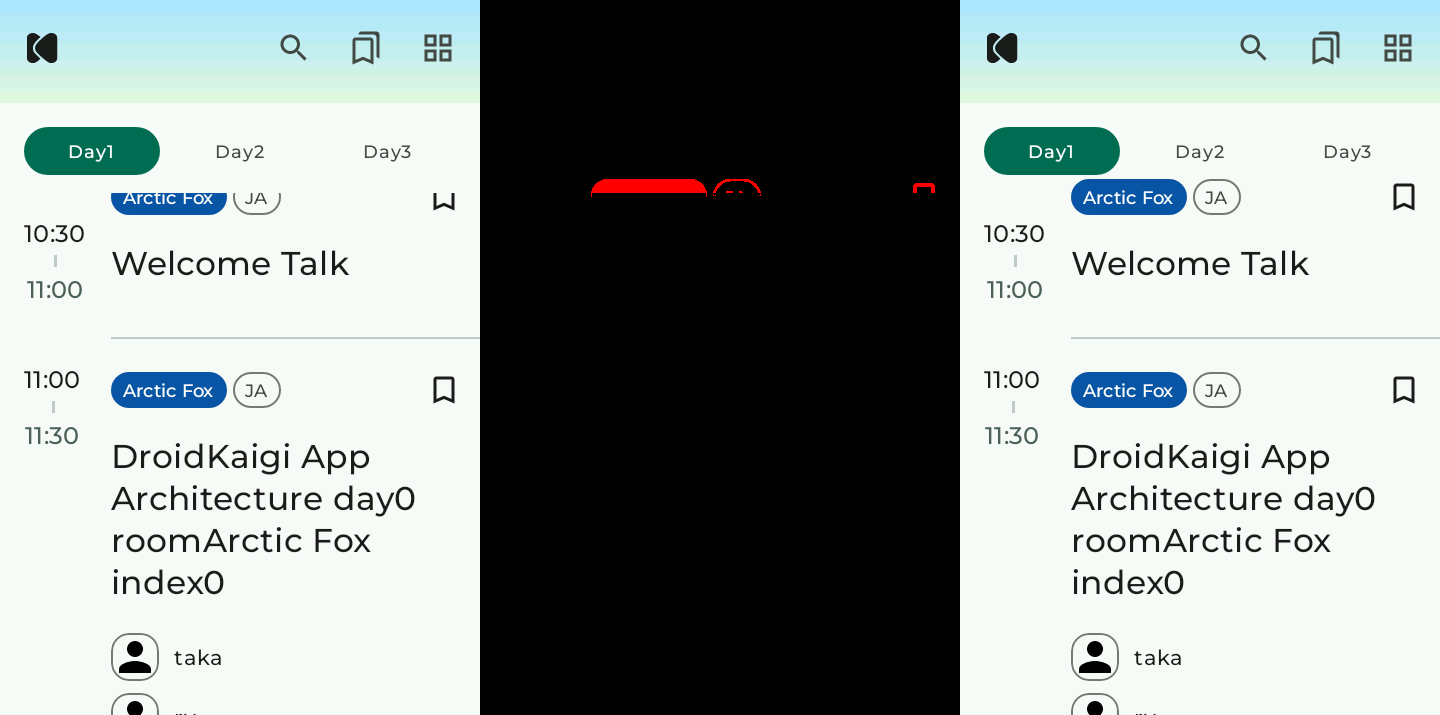 Day1 Day2 Day3
Arctic Fox JA
10:30
Welcome Talk
11:00
11:00
Arctic Fox JA
11:30
DroidKaigi App
Architecture day0
roomArctic Fox
index0
taka
Day1 Day2 Day3
Arctic Fox JA
10:30
Welcome Talk
11:00
11:00
Arctic Fox JA
11:30
DroidKaigi App
Architecture day0
roomArctic Fox
index0
taka